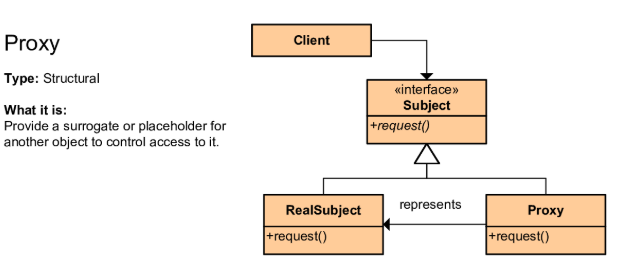 Proxy
Type: Structural
What it is:
Provide a surrogate or placeholder for
another object to control access to it.
Client
«interface»
Subject
+request()
represents
RealSubject
+request()
Proxy
+request()